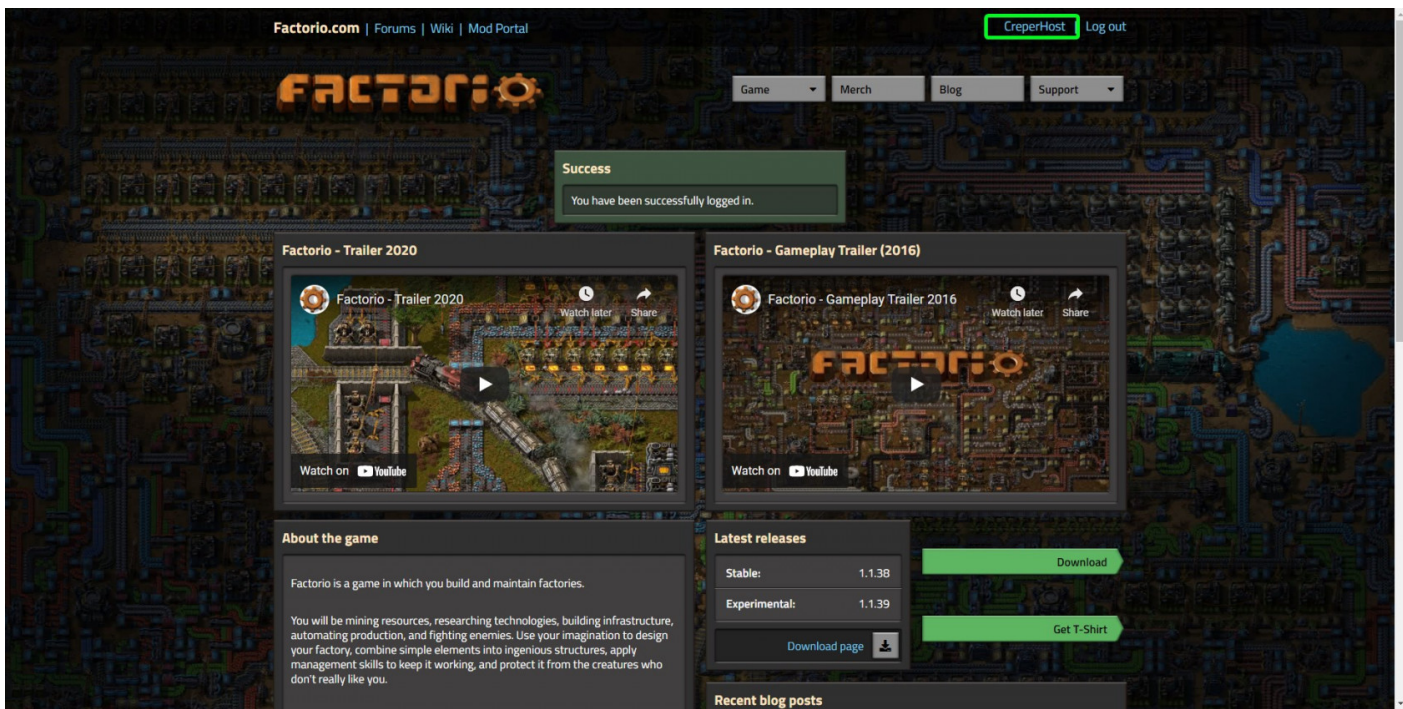 Factorio.com | Forums | Wiki | Mod Portal
CreperHost | Log out
FACTORIO
Game
Merch
Blog
Support
Success
You have been successfully logged in.
Factorio - Trailer 2020
Factorio - Trailer 2020
Watch later
Share
Watch on YouTube
Factorio - Gameplay Trailer (2016)
Factorio - Gameplay Trailer 2016
Watch later
Share
FACTORIO
Watch on YouTube
About the game
Factorio is a game in which you build and maintain factories.
You will be mining resources, researching technologies, building infrastructure,
automating production, and fighting enemies. Use your imagination to design
your factory, combine simple elements into ingenious structures, apply
management skills to keep it working, and protect it from the creatures who
don't really like you.
Latest releases
Stable: 1.1.38
Experimental: 1.1.39
Download page
Download
Get T-Shirt
Recent blog posts